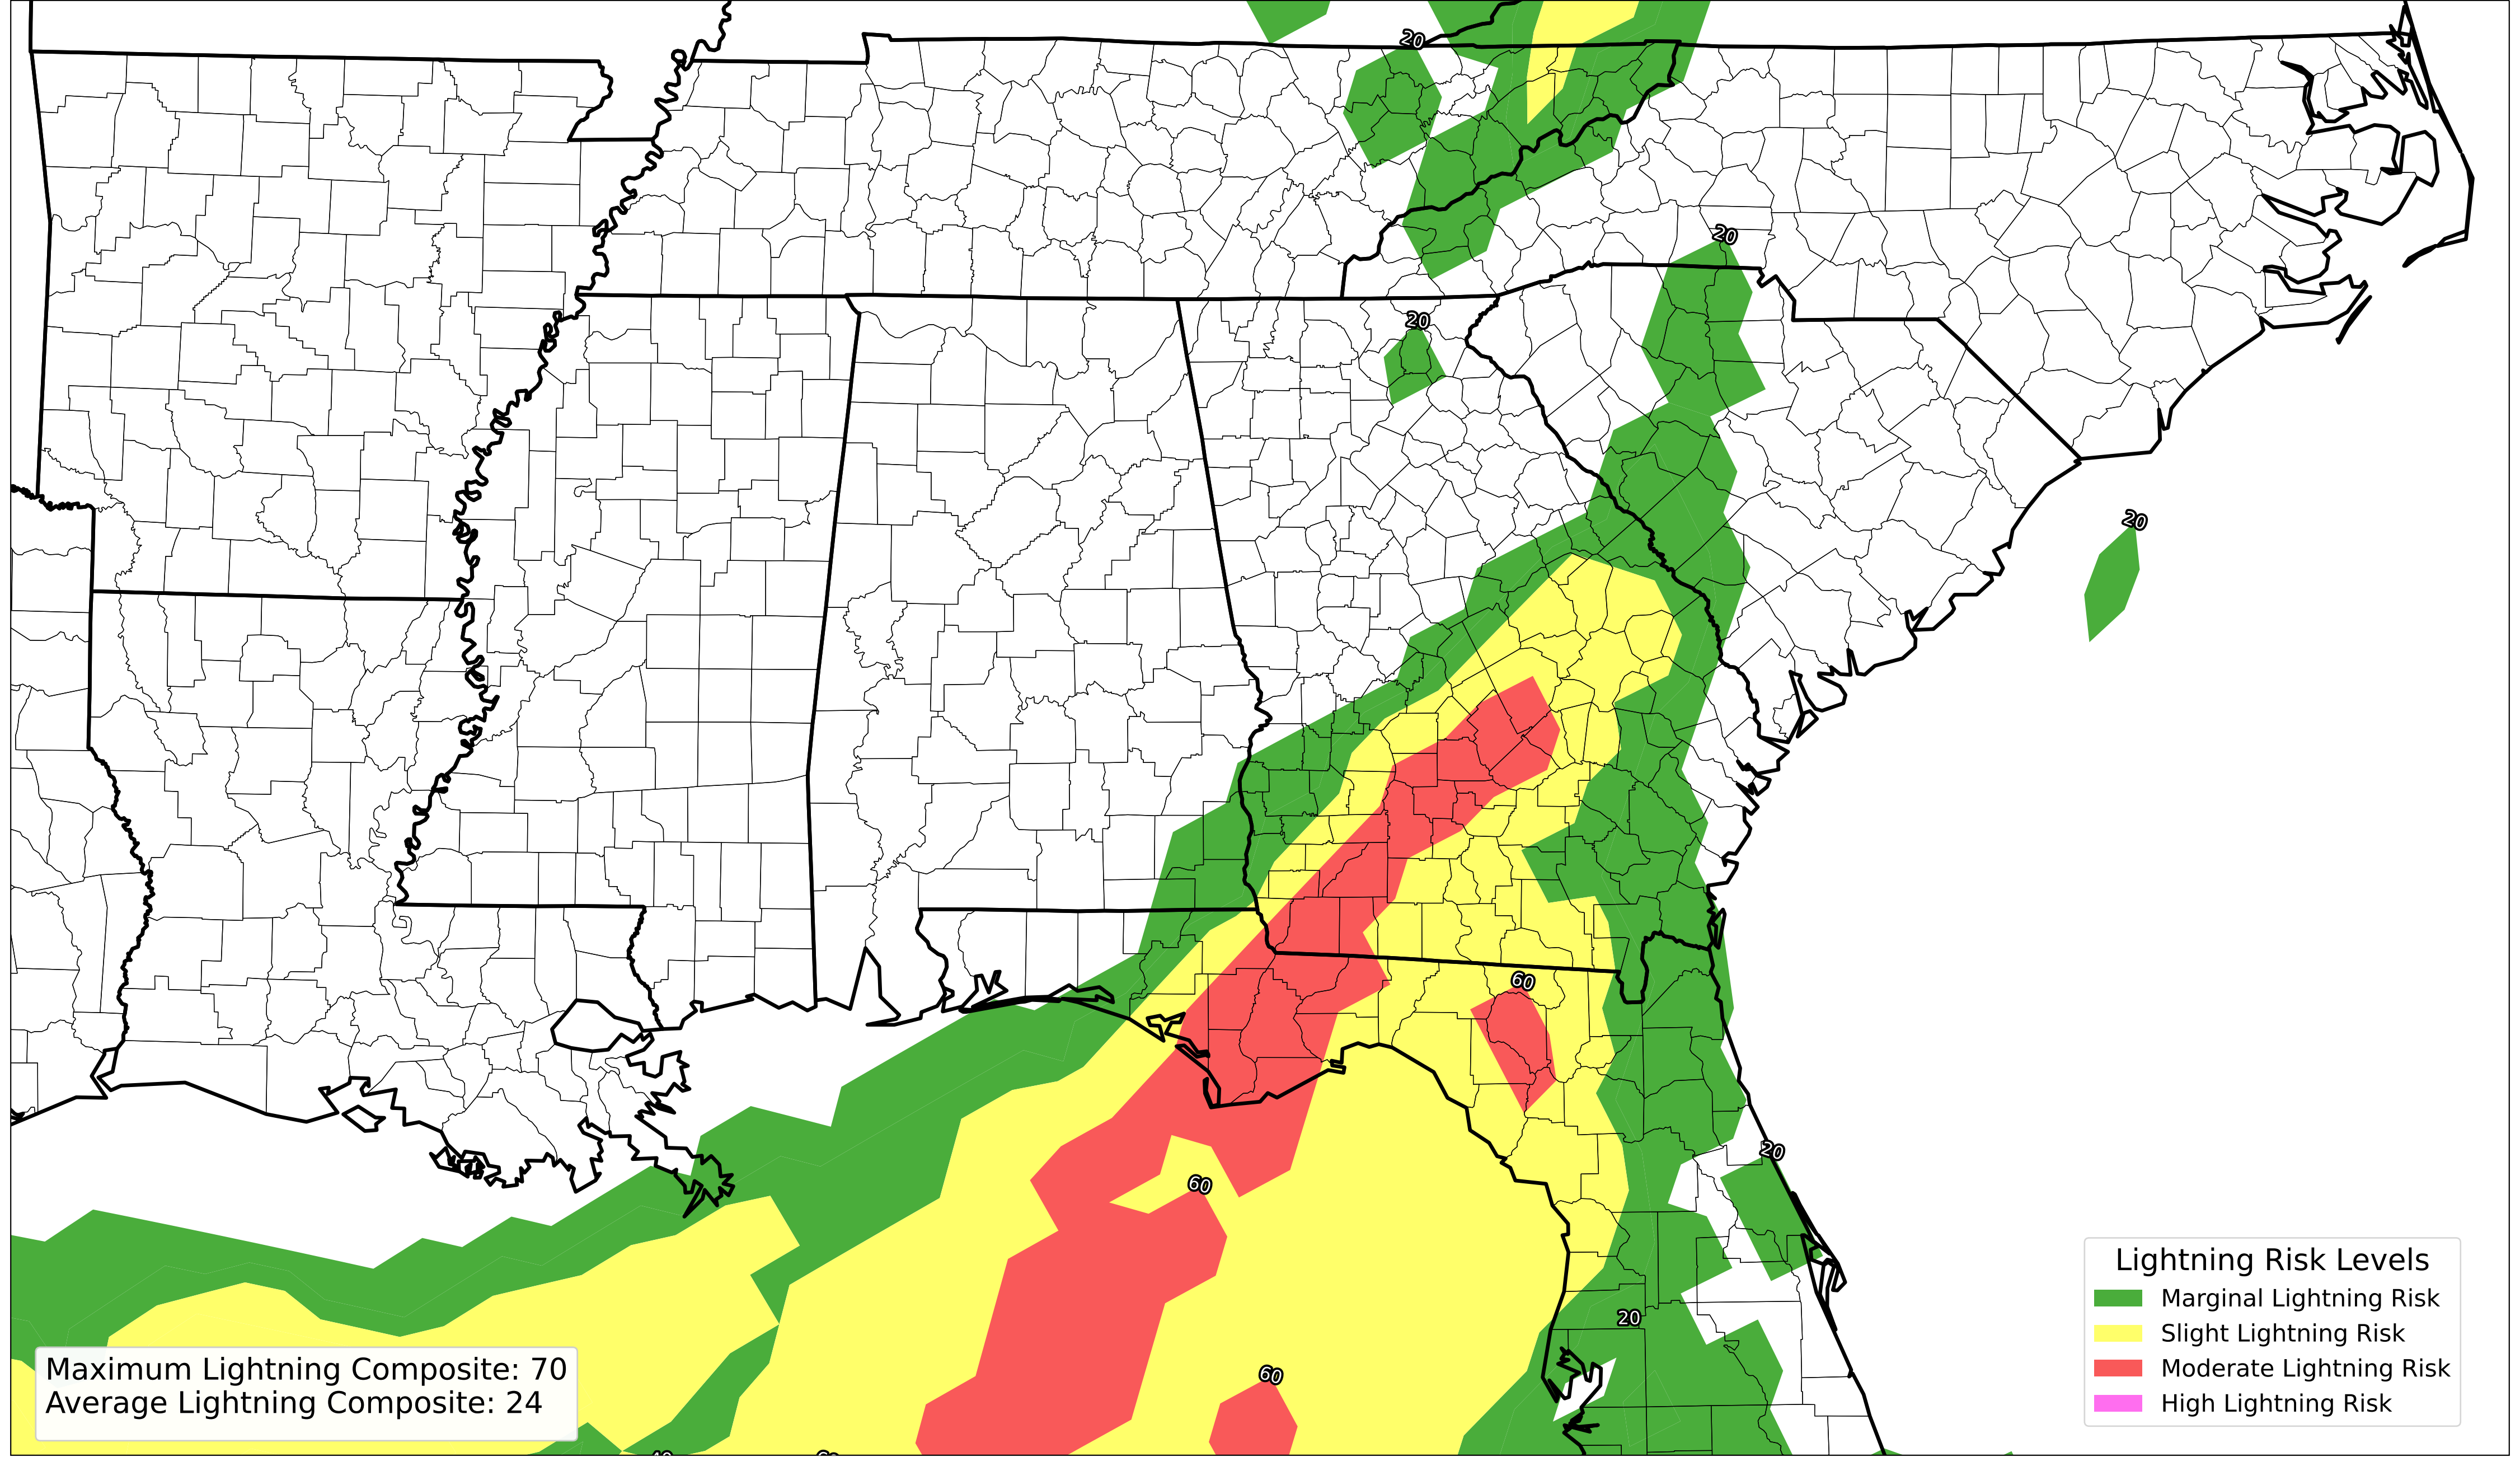 20
20
20
20
60
20
60
20
60
Lightning Risk Levels
Marginal Lightning Risk
Slight Lightning Risk
Moderate Lightning Risk
High Lightning Risk
Maximum Lightning Composite: 70
Average Lightning Composite: 24